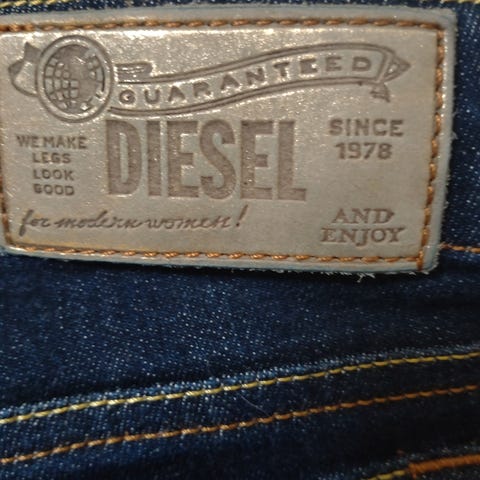 GUARANTEED
WE MAKE
LEGS
LOOK
GOOD
DIESEL
SINCE
1978
for modern women!
AND
ENJOY